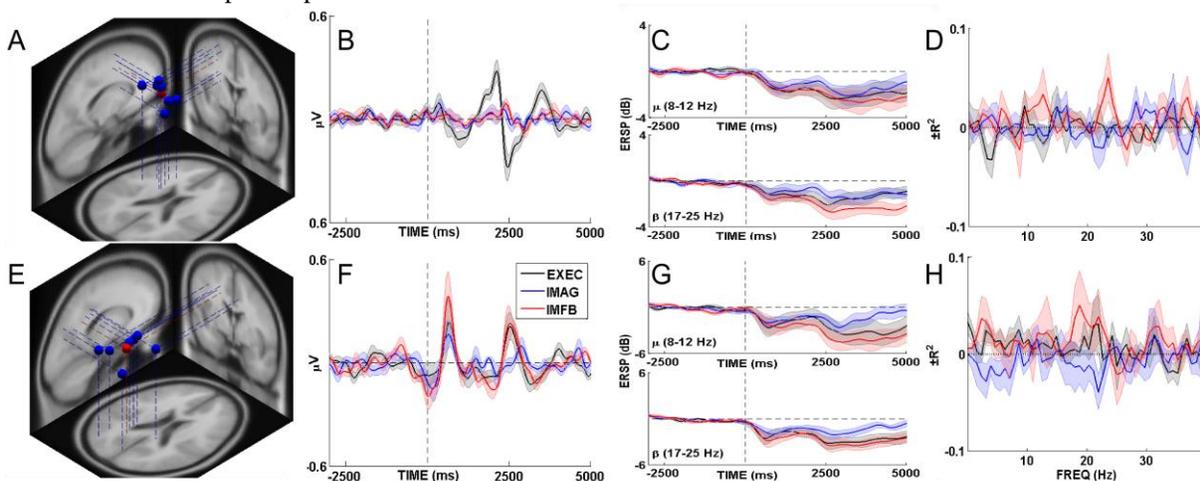 A
B
C
D
0.6
μV
0.6
-2500
TIME (ms)
2500
5000
4
μ (8-12 Hz)
-4
-2500
TIME (ms)
2500
5000
4
ERSP (dB)
β (17-25 Hz)
-4
-2500
TIME (ms)
2500
5000
0.1
±R²
0
-0.1
10
20
30
E
F
G
H
0.6
μV
-0.6
-2500
TIME (ms)
2500
5000
EXEC
IMAG
IMFB
6
μ (8-12 Hz)
-6
-2500
TIME (ms)
2500
5000
6
ERSP (dB)
β (17-25 Hz)
-6
-2500
TIME (ms)
2500
5000
0.1
±R²
0
-0.1
10
20
30
FREQ (Hz)